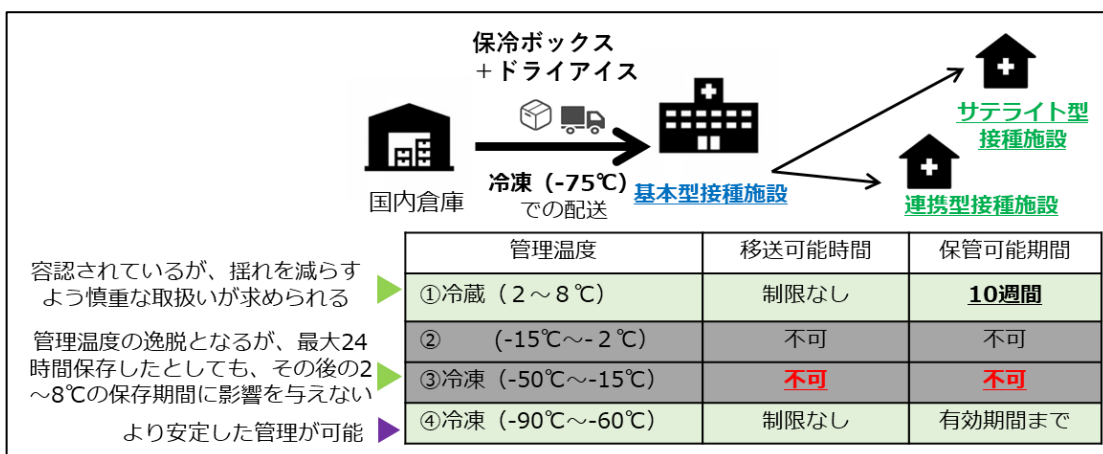 保冷ボックス
＋ドライアイス
国内倉庫
冷凍（-75℃）
での配送
基本型接種施設
サテライト型
接種施設
連携型接種施設
管理温度 移送可能時間 保管可能期間
容認されているが、揺れを減らす
よう慎重な取扱いが求められる
①冷蔵（２～８℃） 制限なし 10週間
② (-15℃～-２℃) 不可 不可
管理温度の逸脱となるが、最大24
時間保存したとしても、その後の2
～8℃の保存期間に影響を与えない
③冷凍（-50℃～-15℃） 不可 不可
より安定した管理が可能
④冷凍（-90℃～-60℃） 制限なし 有効期間まで